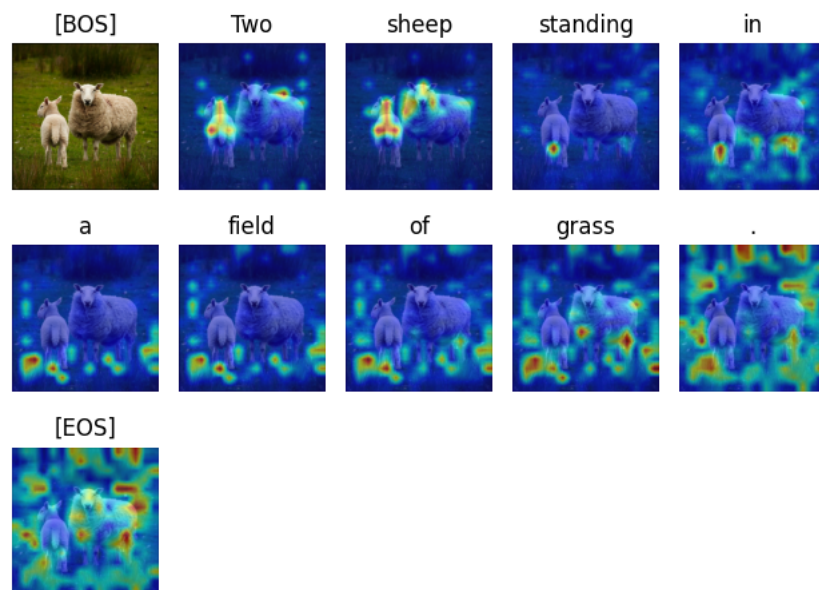 [BOS] Two sheep standing in
a field of grass .
[EOS]